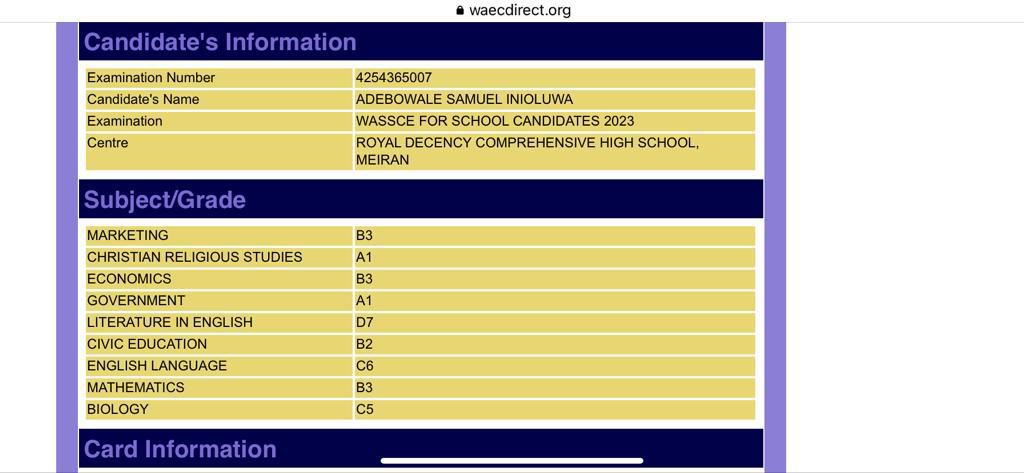 waecdirect.org
Candidate's Information
Examination Number 4254365007
Candidate's Name ADEBOWALE SAMUEL INIOLUWA
Examination WASSCE FOR SCHOOL CANDIDATES 2023
Centre ROYAL DECENCY COMPREHENSIVE HIGH SCHOOL,
MEIRAN
Subject/Grade
MARKETING B3
CHRISTIAN RELIGIOUS STUDIES A1
ECONOMICS B3
GOVERNMENT A1
LITERATURE IN ENGLISH D7
CIVIC EDUCATION B2
ENGLISH LANGUAGE C6
MATHEMATICS B3
BIOLOGY C5
Card Information